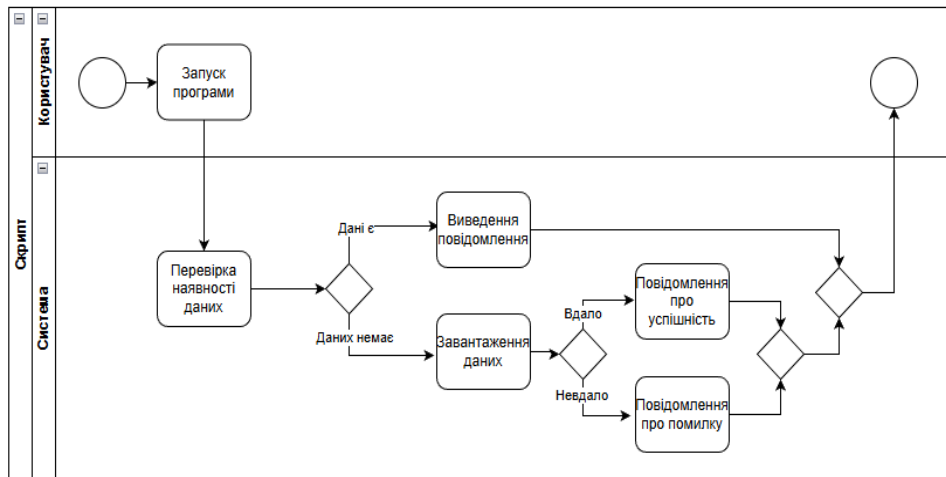 Скрипт
Користувач
Запуск
програми
Система
Перевірка
наявності
даних
Дані є
Даних немає
Виведення
повідомлення
Завантаження
даних
Вдало
Невдало
Повідомлення
про
успішність
Повідомлення
про помилку